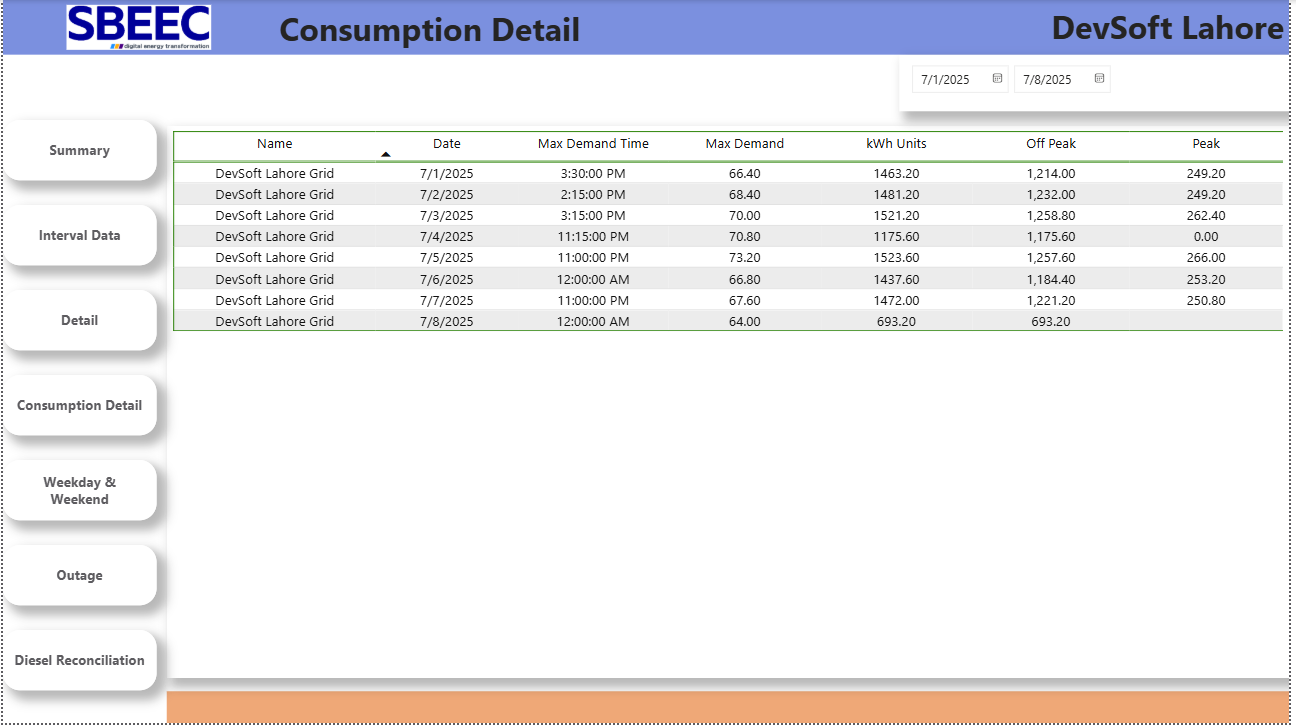 SBEEC
digital energy transformation
Consumption Detail
DevSoft Lahore
7/1/2025 7/8/2025
Summary
Interval Data
Detail
Consumption Detail
Weekday &
Weekend
Outage
Diesel Reconciliation
Name Date Max Demand Time Max Demand kWh Units Off Peak Peak
DevSoft Lahore Grid 7/1/2025 3:30:00 PM 66.40 1463.20 1,214.00 249.20
DevSoft Lahore Grid 7/2/2025 2:15:00 PM 68.40 1481.20 1,232.00 249.20
DevSoft Lahore Grid 7/3/2025 3:15:00 PM 70.00 1521.20 1,258.80 262.40
DevSoft Lahore Grid 7/4/2025 11:15:00 PM 70.80 1175.60 1,175.60 0.00
DevSoft Lahore Grid 7/5/2025 11:00:00 PM 73.20 1523.60 1,257.60 266.00
DevSoft Lahore Grid 7/6/2025 12:00:00 AM 66.80 1437.60 1,184.40 253.20
DevSoft Lahore Grid 7/7/2025 11:00:00 PM 67.60 1472.00 1,221.20 250.80
DevSoft Lahore Grid 7/8/2025 12:00:00 AM 64.00 693.20 693.20